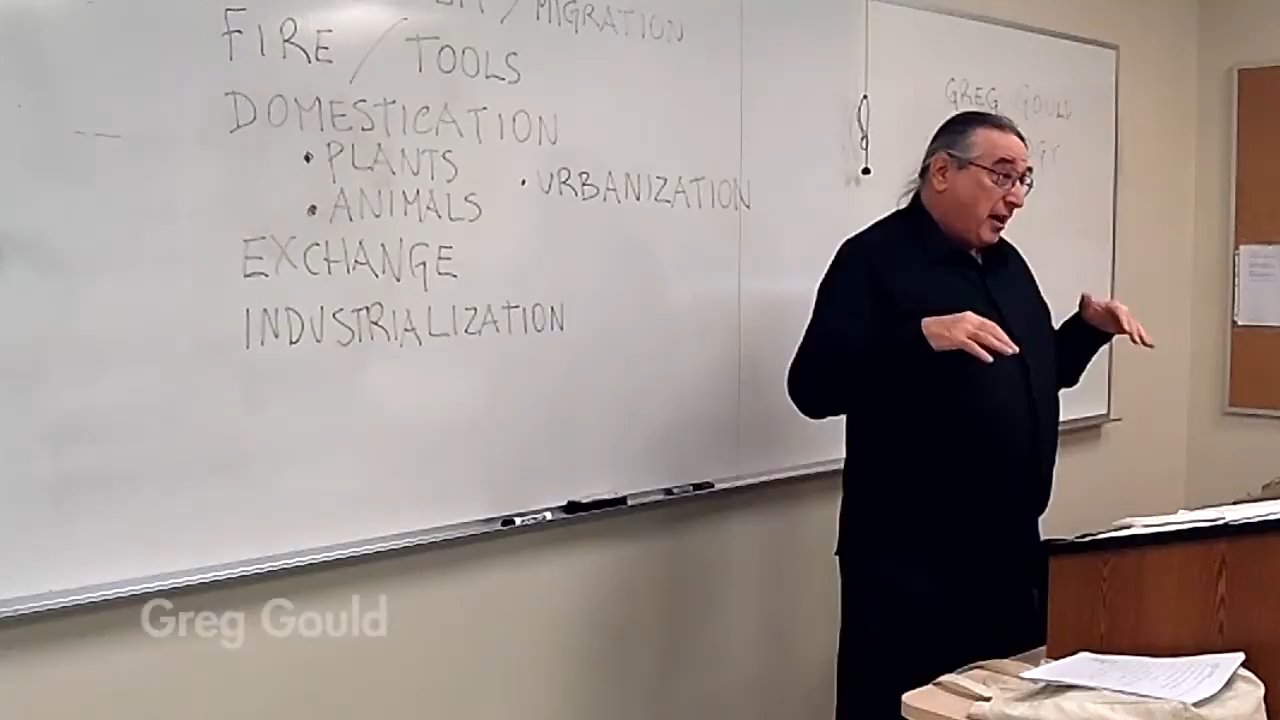 / MIGRATION
FIRE / TOOLS
DOMESTICATION
• PLANTS
• ANIMALS
• URBANIZATION
EXCHANGE
INDUSTRIALIZATION
GREG GOULD
Greg Gould